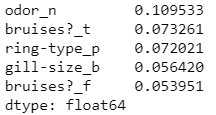 odor_n 0.109533
bruises?_t 0.073261
ring-type_p 0.072021
gill-size_b 0.056420
bruises?_f 0.053951
dtype: float64